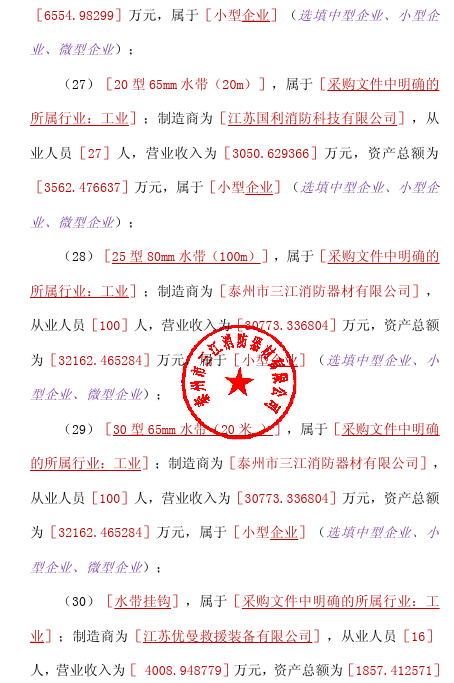 ［6554.98299］万元，属于［小型企业］（选填中型企业、小型企
业、微型企业）；
（27）［20 型 65mm 水带（20m）］，属于［采购文件中明确的
所属行业：工业］；制造商为［江苏国利消防科技有限公司］，从
业人员［27］人，营业收入为［3050.629366］万元，资产总额为
［3562.476637］万元，属于［小型企业］（选填中型企业、小型企
业、微型企业）；
（28）［25 型 80mm 水带（100m）］，属于［采购文件中明确的
所属行业：工业］；制造商为［泰州市三江消防器材有限公司］，
从业人员［100］人，营业收入为［30773.336804］万元，资产总额
为［32162.465284］万元，属于［小型企业］（选填中型企业、小
型企业、微型企业）；
泰州市三江消防器材有限公司
（29）［30 型 65mm 水带（20 米 ）］，属于［采购文件中明确
的所属行业：工业］；制造商为［泰州市三江消防器材有限公司］，
从业人员［100］人，营业收入为［30773.336804］万元，资产总额
为［32162.465284］万元，属于［小型企业］（选填中型企业、小
型企业、微型企业）；
（30）［水带挂钩］，属于［采购文件中明确的所属行业：工
业］；制造商为［江苏优曼救援装备有限公司］，从业人员［16］
人，营业收入为［ 4008.948779］万元，资产总额为［1857.412571］